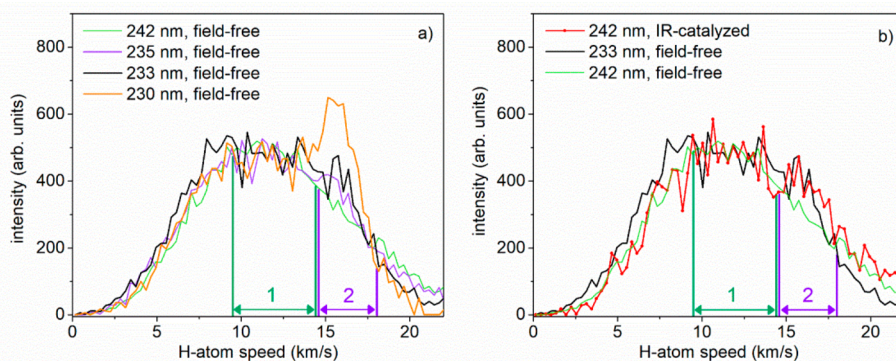 800
600
400
200
0
intensity (arb. units)
242 nm, field-free
235 nm, field-free
233 nm, field-free
230 nm, field-free
a)
1
2
0 5 10 15 20
H-atom speed (km/s)
800
600
400
200
0
intensity (arb. units)
242 nm, IR-catalyzed
233 nm, field-free
242 nm, field-free
b)
1
2
0 5 10 15 20
H-atom speed (km/s)